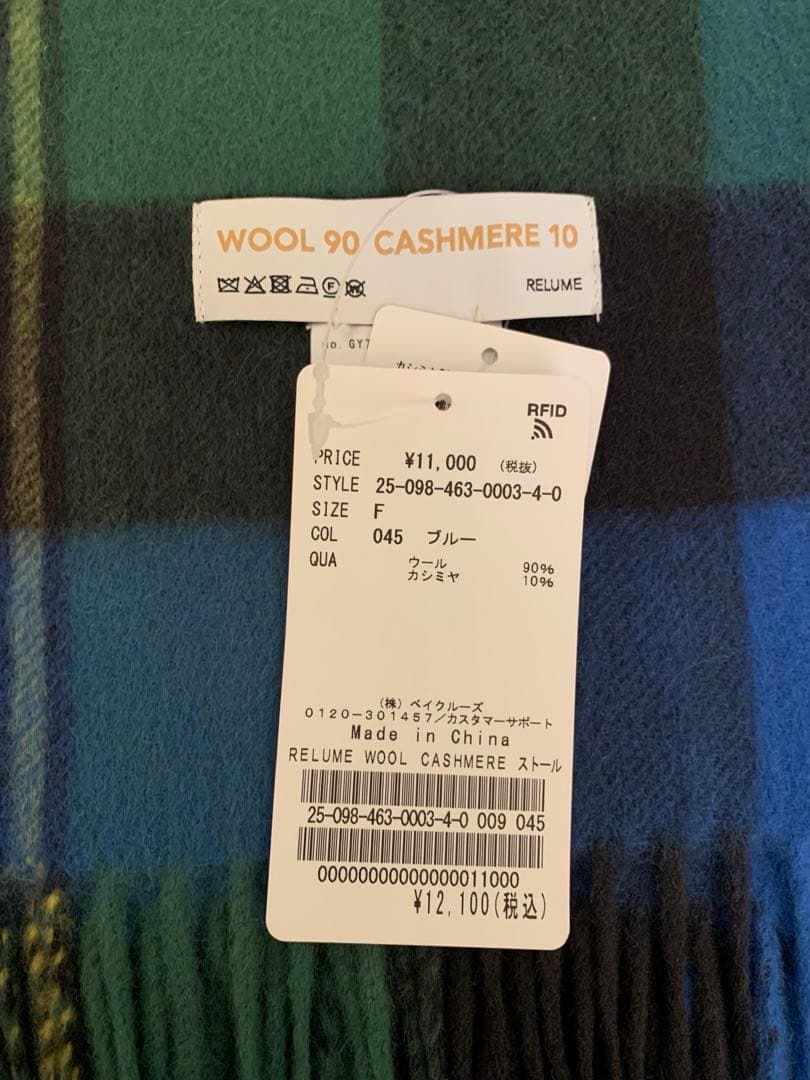 WOOL 90 CASHMERE 10
RELUME
RFID
PRICE ¥11,000 (税抜)
STYLE 25-098-463-0003-4-0
SIZE F
COL 045 ブルー
QUA ウール 90%
カシミヤ 10%
(株)ベイクルーズ
0120-301457/カスタマーサポート
Made in China
RELUME WOOL CASHMERE ストール
25-098-463-0003-4-0 009 045
00000000000000011000
¥12,100(税込)